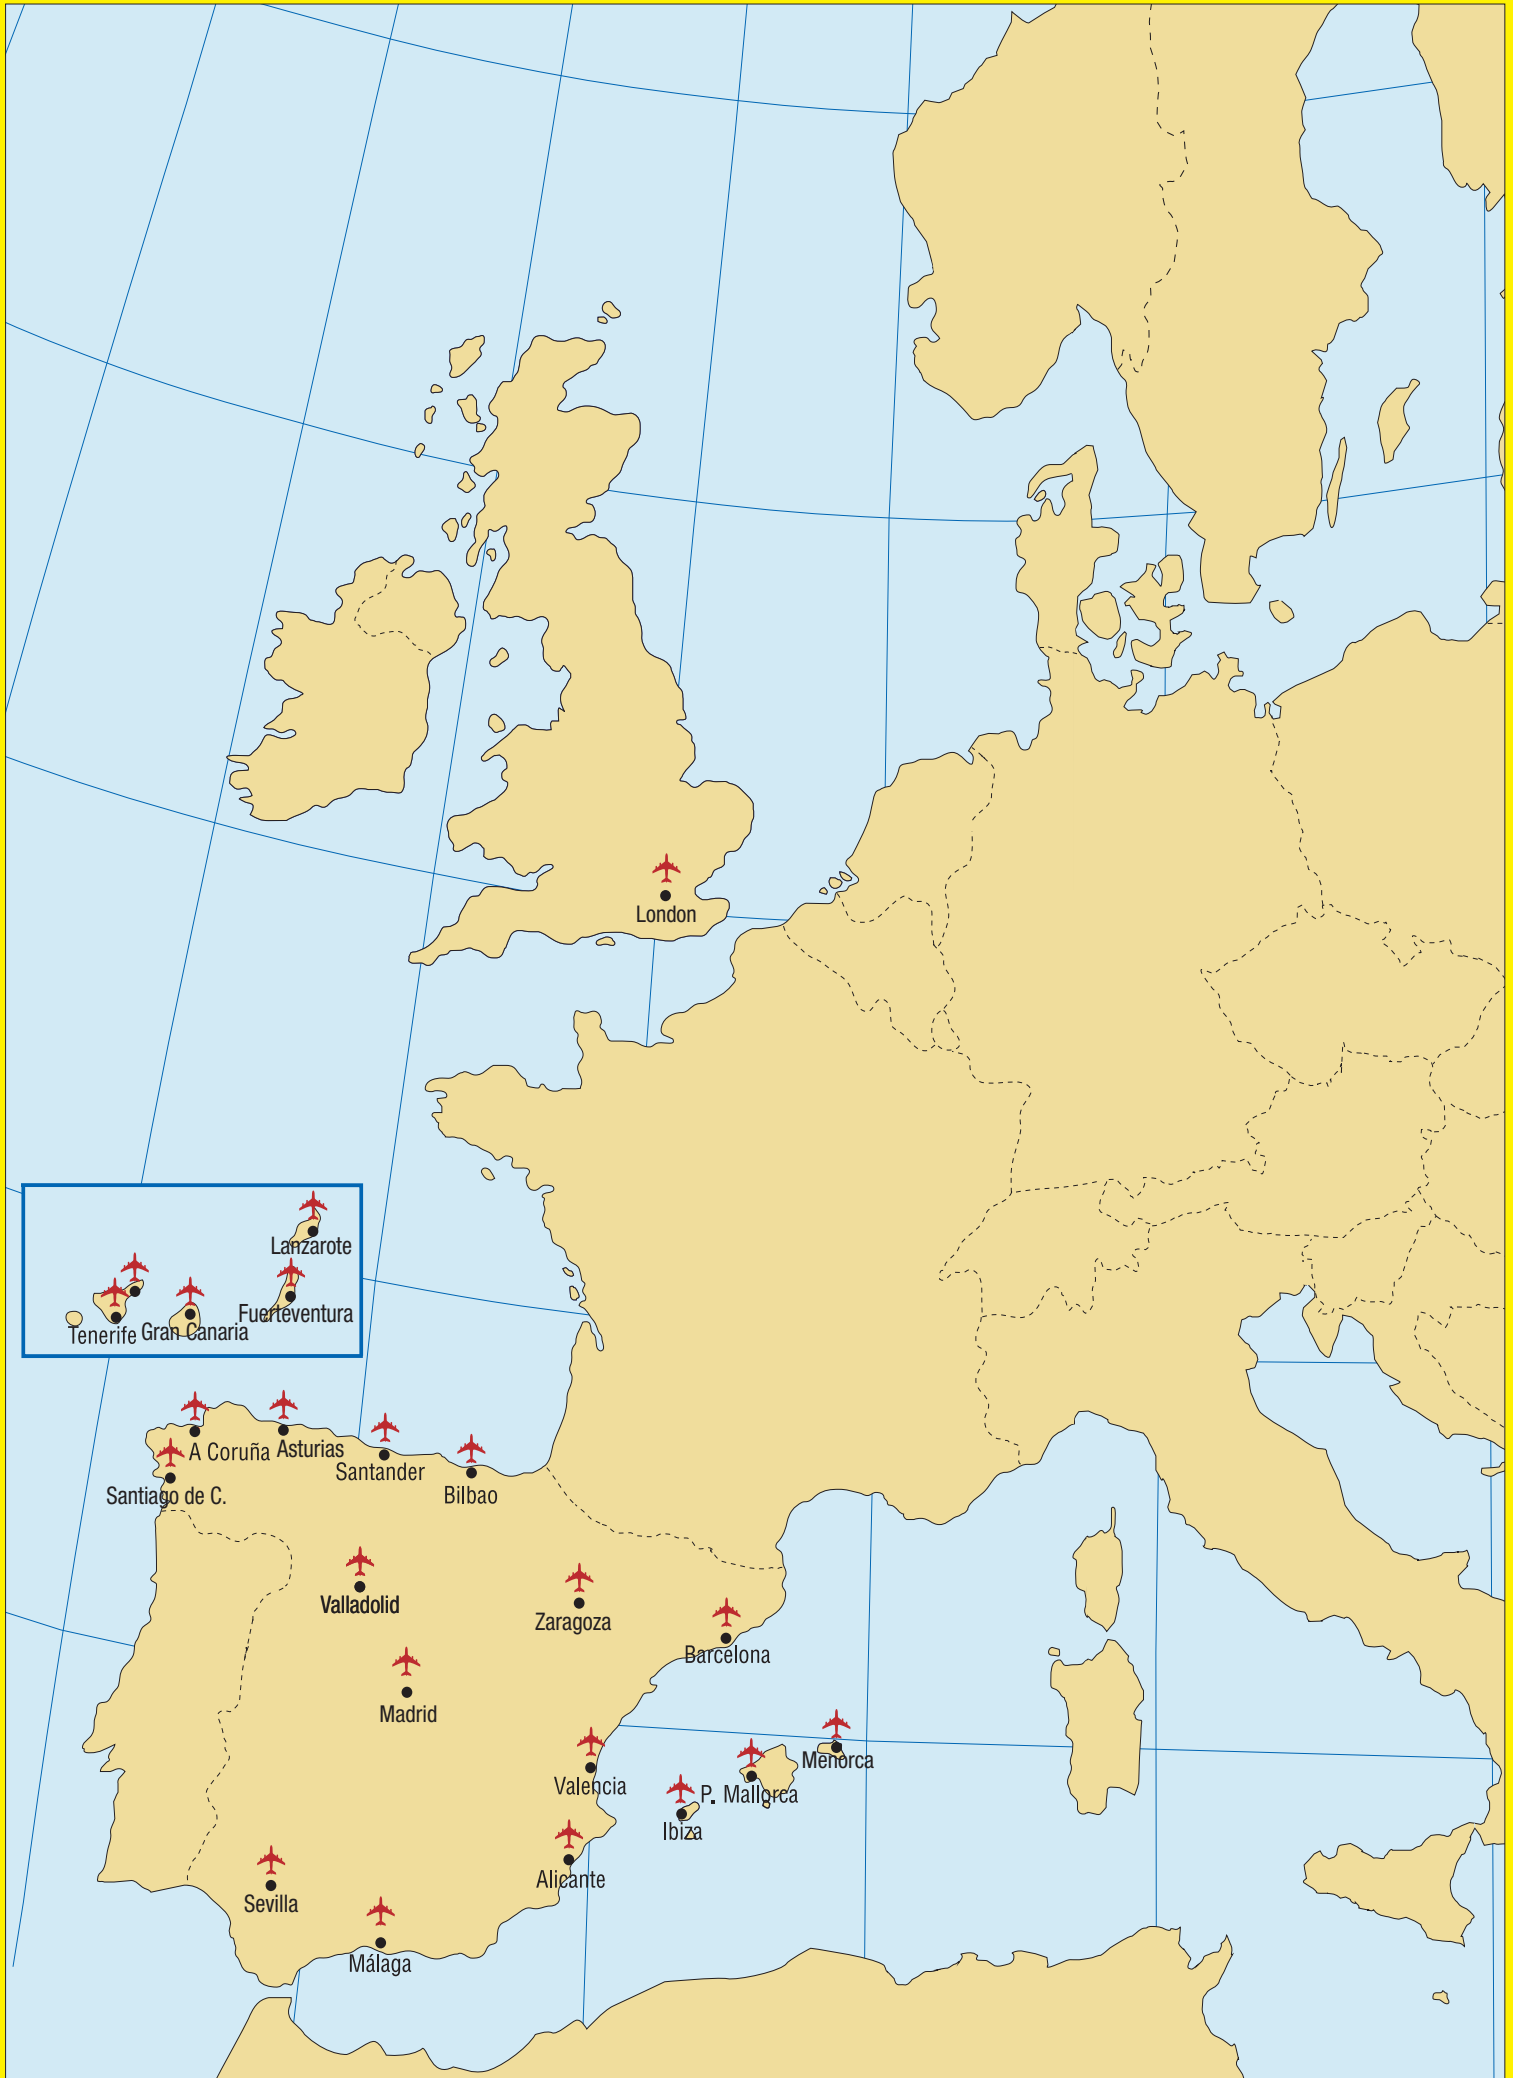 London
Lanzarote
Fuerteventura
Tenerife
Gran Canaria
A Coruña
Asturias
Santander
Bilbao
Santiago de C.
Valladolid
Zaragoza
Barcelona
Madrid
Menorca
Valencia
P. Mallorca
Ibiza
Alicante
Sevilla
Málaga